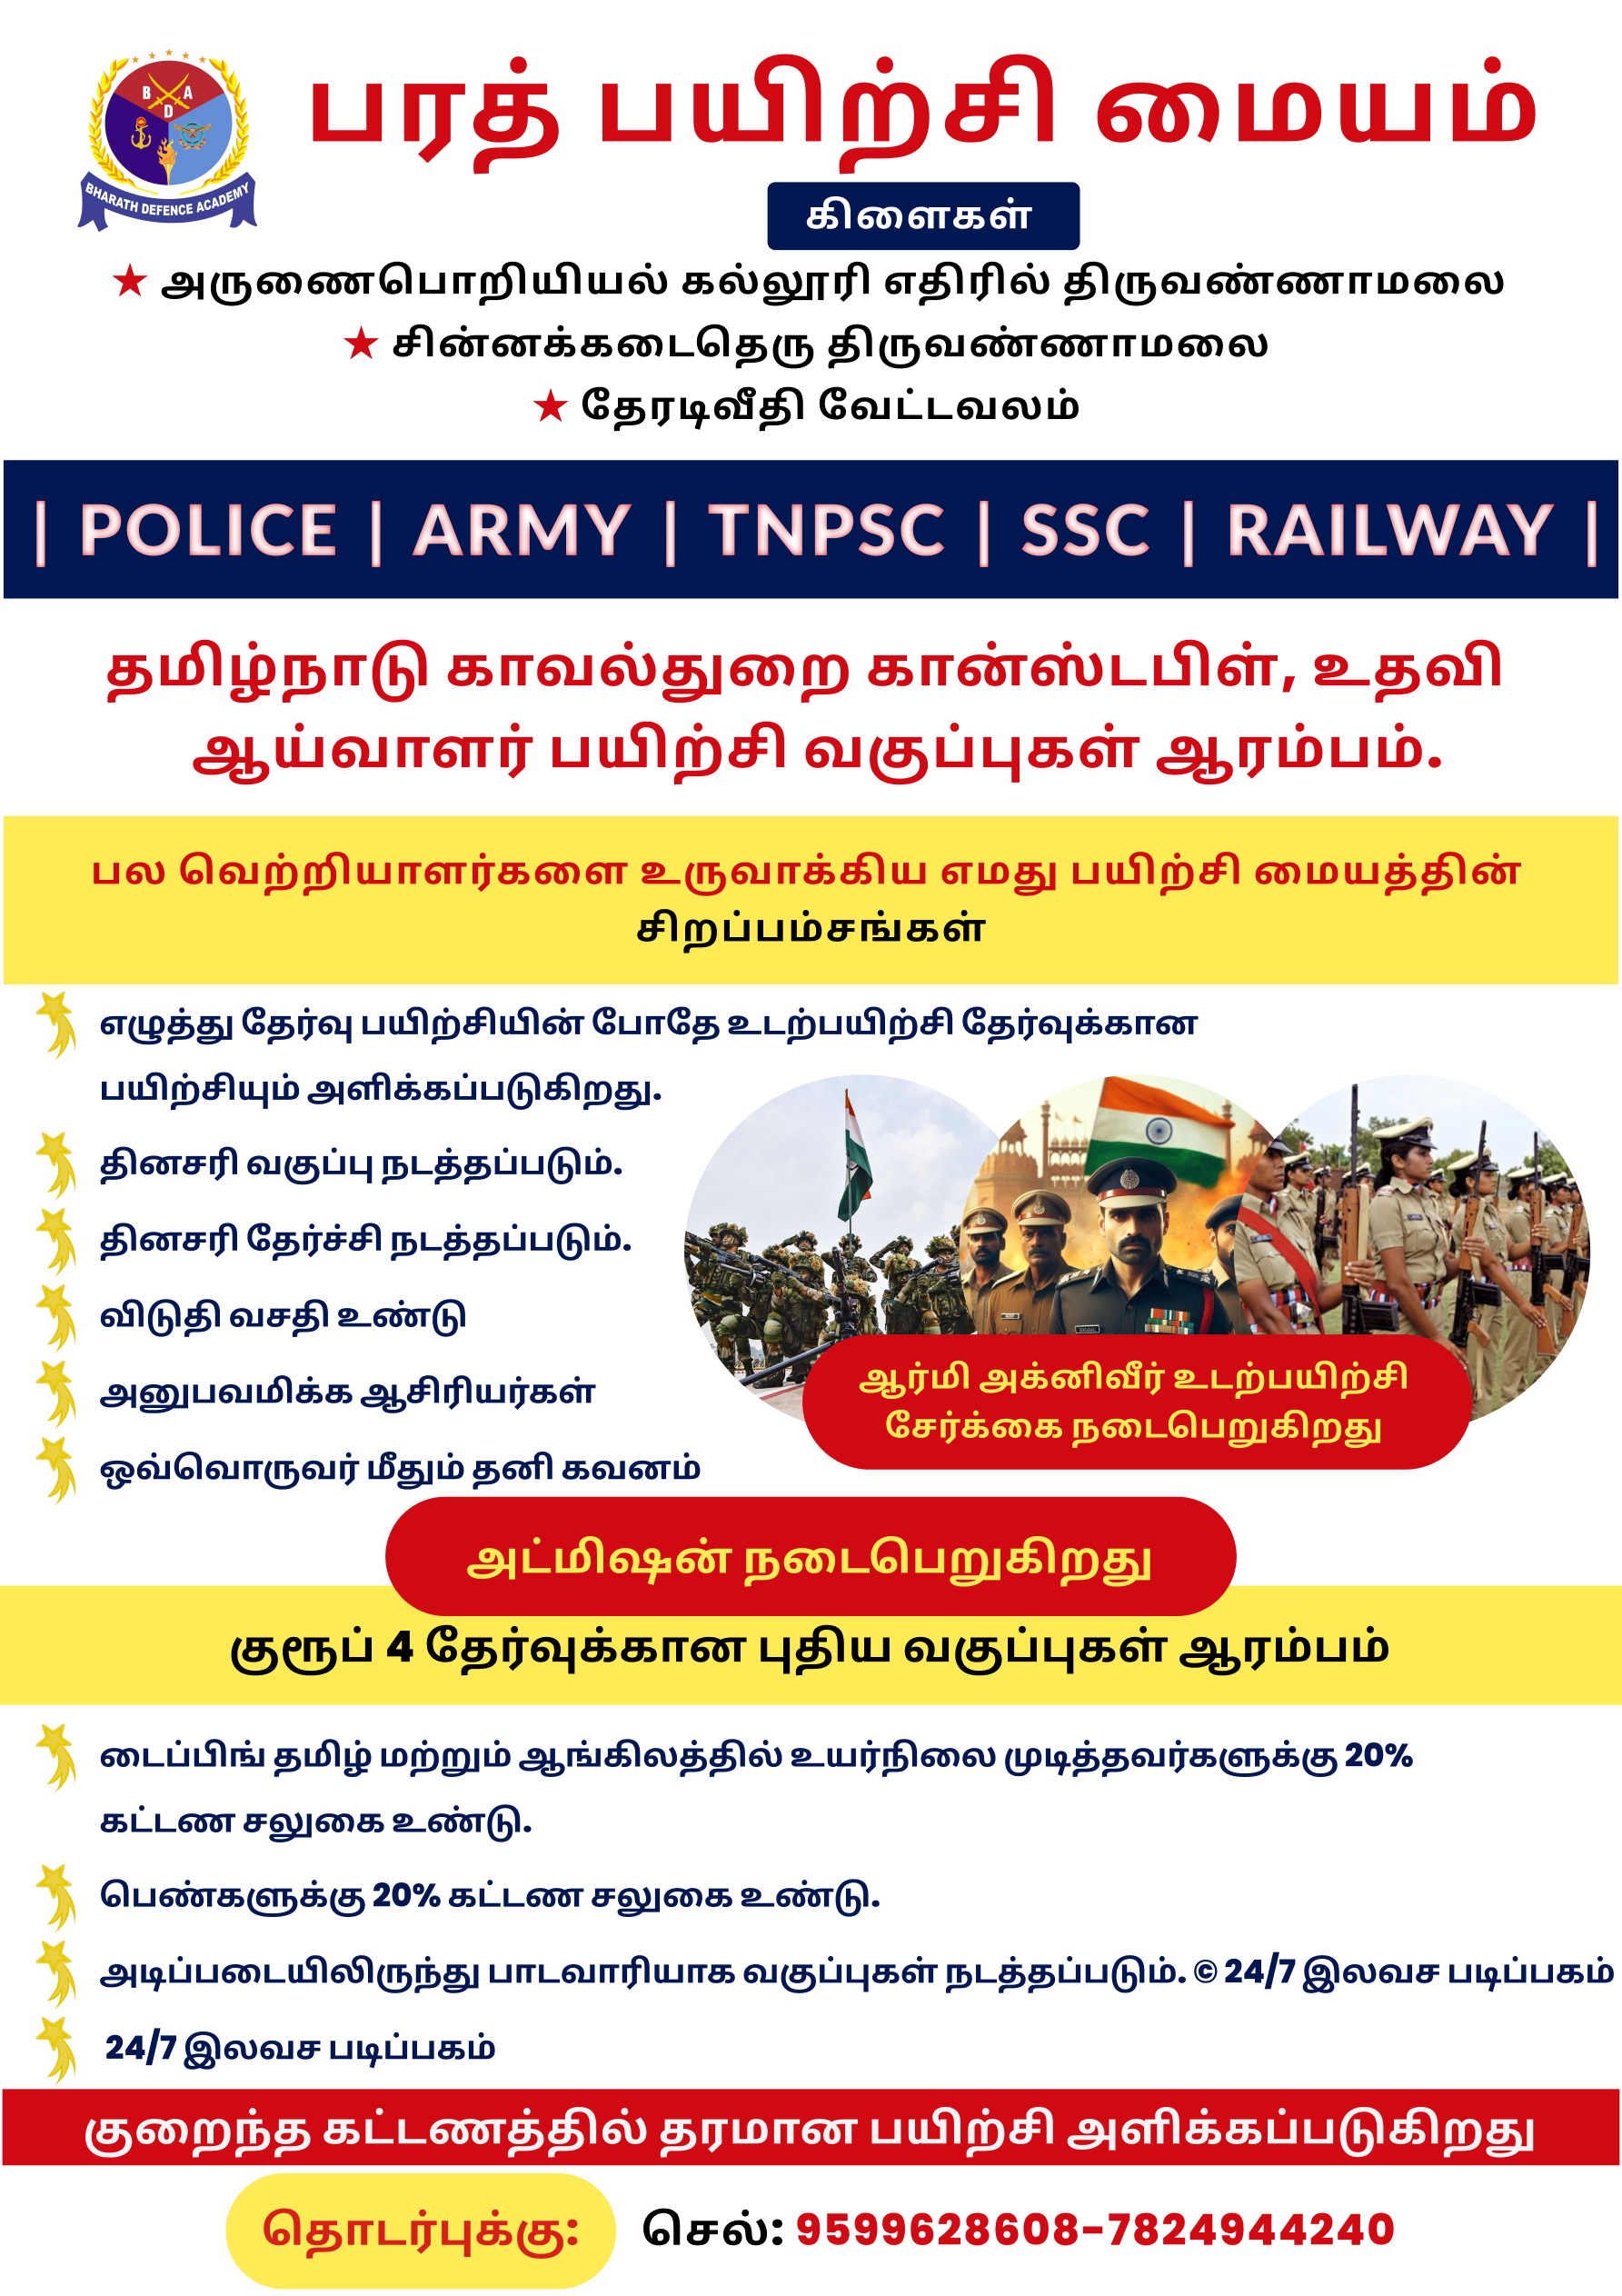 B A
D
BHARATH DEFENCE ACADEMY
பரத் பயிற்சி மையம்
கிளைகள்
★ அருணைபொறியியல் கல்லூரி எதிரில் திருவண்ணாமலை
★ சின்னக்கடைதெரு திருவண்ணாமலை
★ தேரடிவீதி வேட்டவலம்
| POLICE | ARMY | TNPSC | SSC | RAILWAY |
தமிழ்நாடு காவல்துறை கான்ஸ்டபிள், உதவி
ஆய்வாளர் பயிற்சி வகுப்புகள் ஆரம்பம்.
பல வெற்றியாளர்களை உருவாக்கிய எமது பயிற்சி மையத்தின்
சிறப்பம்சங்கள்
எழுத்து தேர்வு பயிற்சியின் போதே உடற்பயிற்சி தேர்வுக்கான
பயிற்சியும் அளிக்கப்படுகிறது.
தினசரி வகுப்பு நடத்தப்படும்.
தினசரி தேர்ச்சி நடத்தப்படும்.
விடுதி வசதி உண்டு
அனுபவமிக்க ஆசிரியர்கள்
ஒவ்வொருவர் மீதும் தனி கவனம்
ஆர்மி அக்னிவீர் உடற்பயிற்சி
சேர்க்கை நடைபெறுகிறது
அட்மிஷன் நடைபெறுகிறது
குரூப் 4 தேர்வுக்கான புதிய வகுப்புகள் ஆரம்பம்
டைப்பிங் தமிழ் மற்றும் ஆங்கிலத்தில் உயர்நிலை முடித்தவர்களுக்கு 20%
கட்டண சலுகை உண்டு.
பெண்களுக்கு 20% கட்டண சலுகை உண்டு.
அடிப்படையிலிருந்து பாடவாரியாக வகுப்புகள் நடத்தப்படும். © 24/7 இலவச படிப்பகம்
24/7 இலவச படிப்பகம்
குறைந்த கட்டணத்தில் தரமான பயிற்சி அளிக்கப்படுகிறது
தொடர்புக்கு: செல்: 9599628608-7824944240